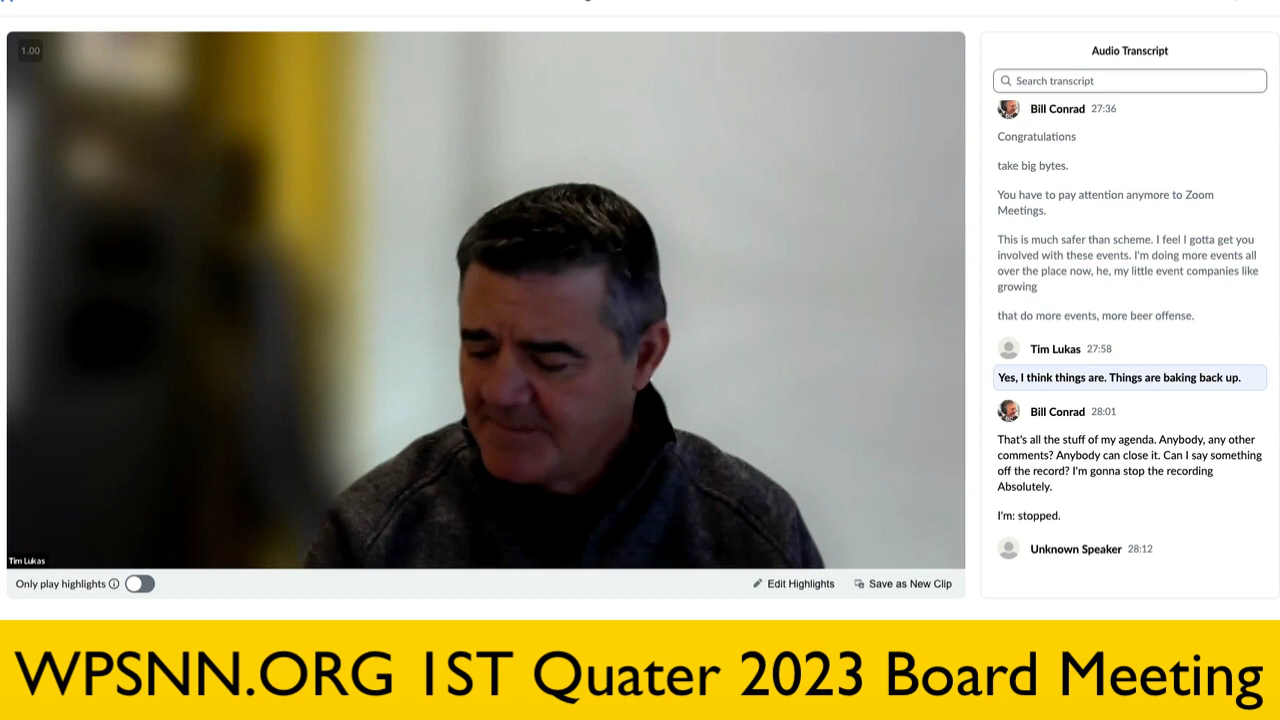 1.00
Tim Lukas
Only play highlights
Edit Highlights
Save as New Clip
Audio Transcript
Search transcript
Bill Conrad 27:36
Congratulations
take big bytes.
You have to pay attention anymore to Zoom
Meetings.
This is much safer than scheme. I feel I gotta get you
involved with these events. I'm doing more events all
over the place now, he, my little event companies like
growing
that do more events, more beer offense.
Tim Lukas 27:58
Yes, I think things are. Things are baking back up.
Bill Conrad 28:01
That's all the stuff of my agenda. Anybody, any other
comments? Anybody can close it. Can I say something
off the record? I'm gonna stop the recording
Absolutely.
I'm: stopped.
Unknown Speaker 28:12
WPSNN.ORG 1ST Quater 2023 Board Meeting